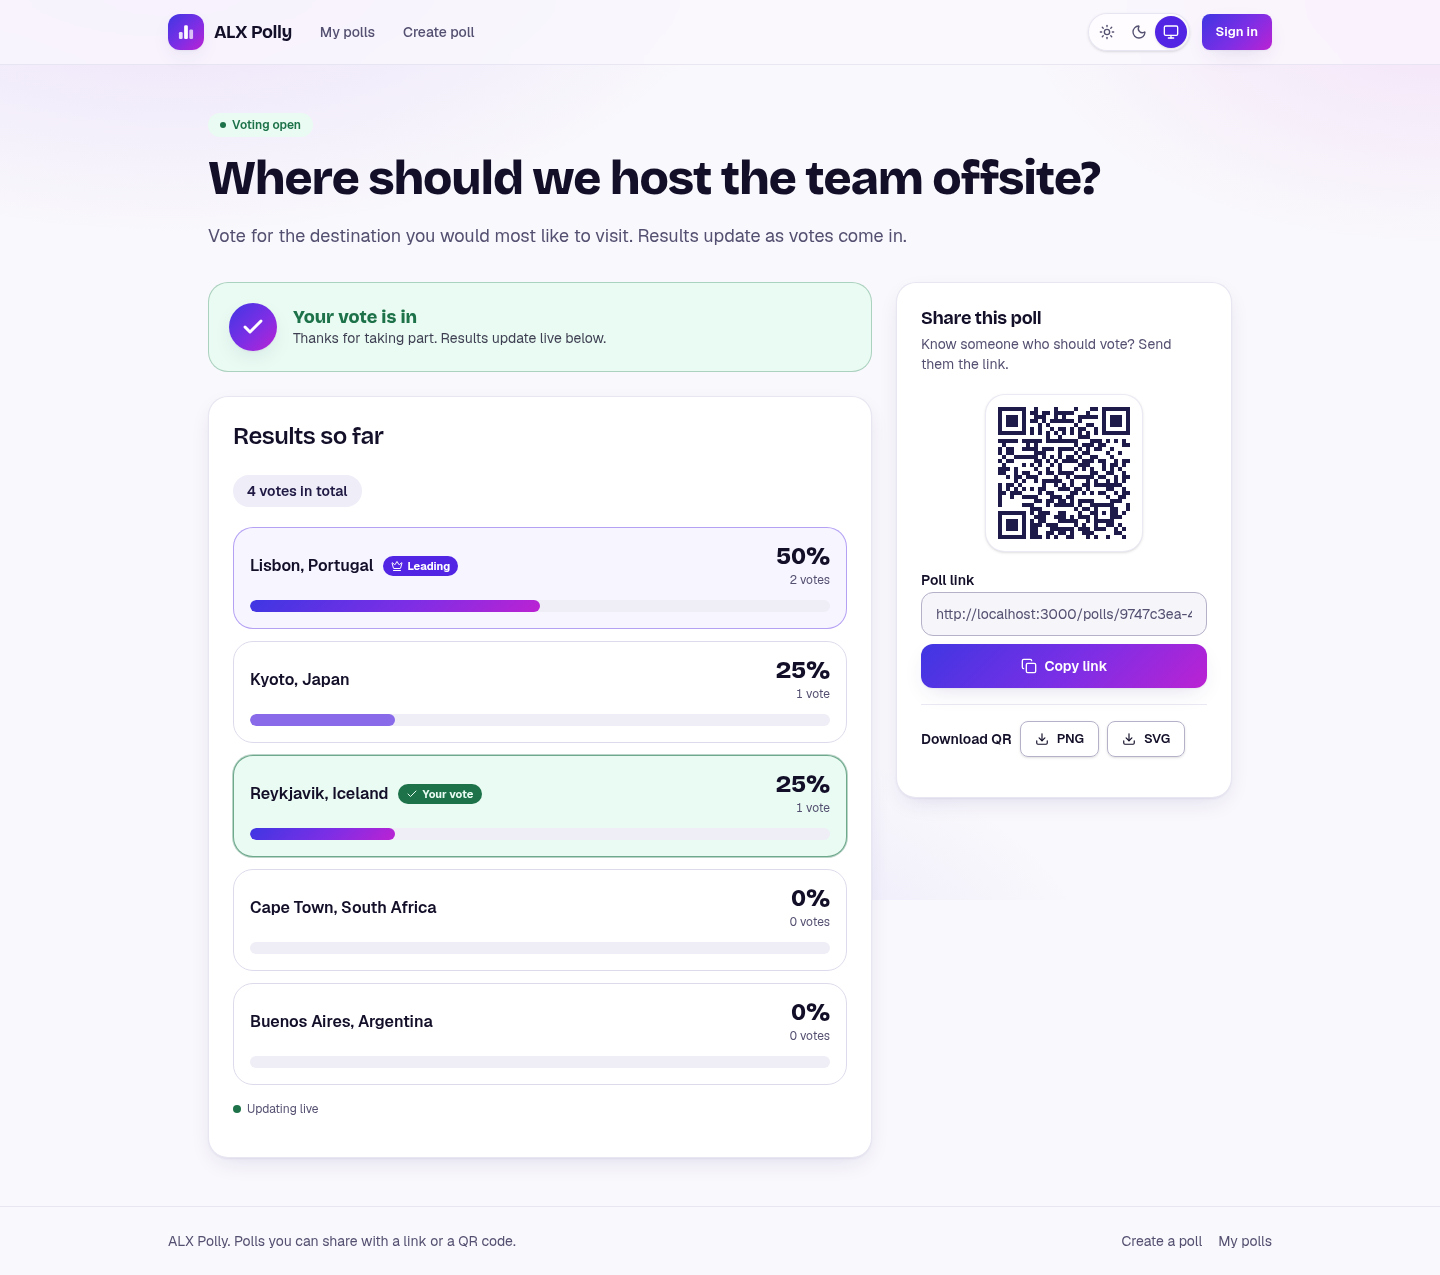 ALX Polly
My polls
Create poll
Sign in
Voting open
Where should we host the team offsite?
Vote for the destination you would most like to visit. Results update as votes come in.
Your vote is in
Thanks for taking part. Results update live below.
Results so far
4 votes in total
Lisbon, Portugal
Leading
50%
2 votes
Kyoto, Japan
25%
1 vote
Reykjavik, Iceland
Your vote
25%
1 vote
Cape Town, South Africa
0%
0 votes
Buenos Aires, Argentina
0%
0 votes
Updating live
Share this poll
Know someone who should vote? Send
them the link.
Poll link
http://localhost:3000/polls/9747c3ea-
Copy link
Download QR
PNG
SVG
ALX Polly. Polls you can share with a link or a QR code.
Create a poll
My polls